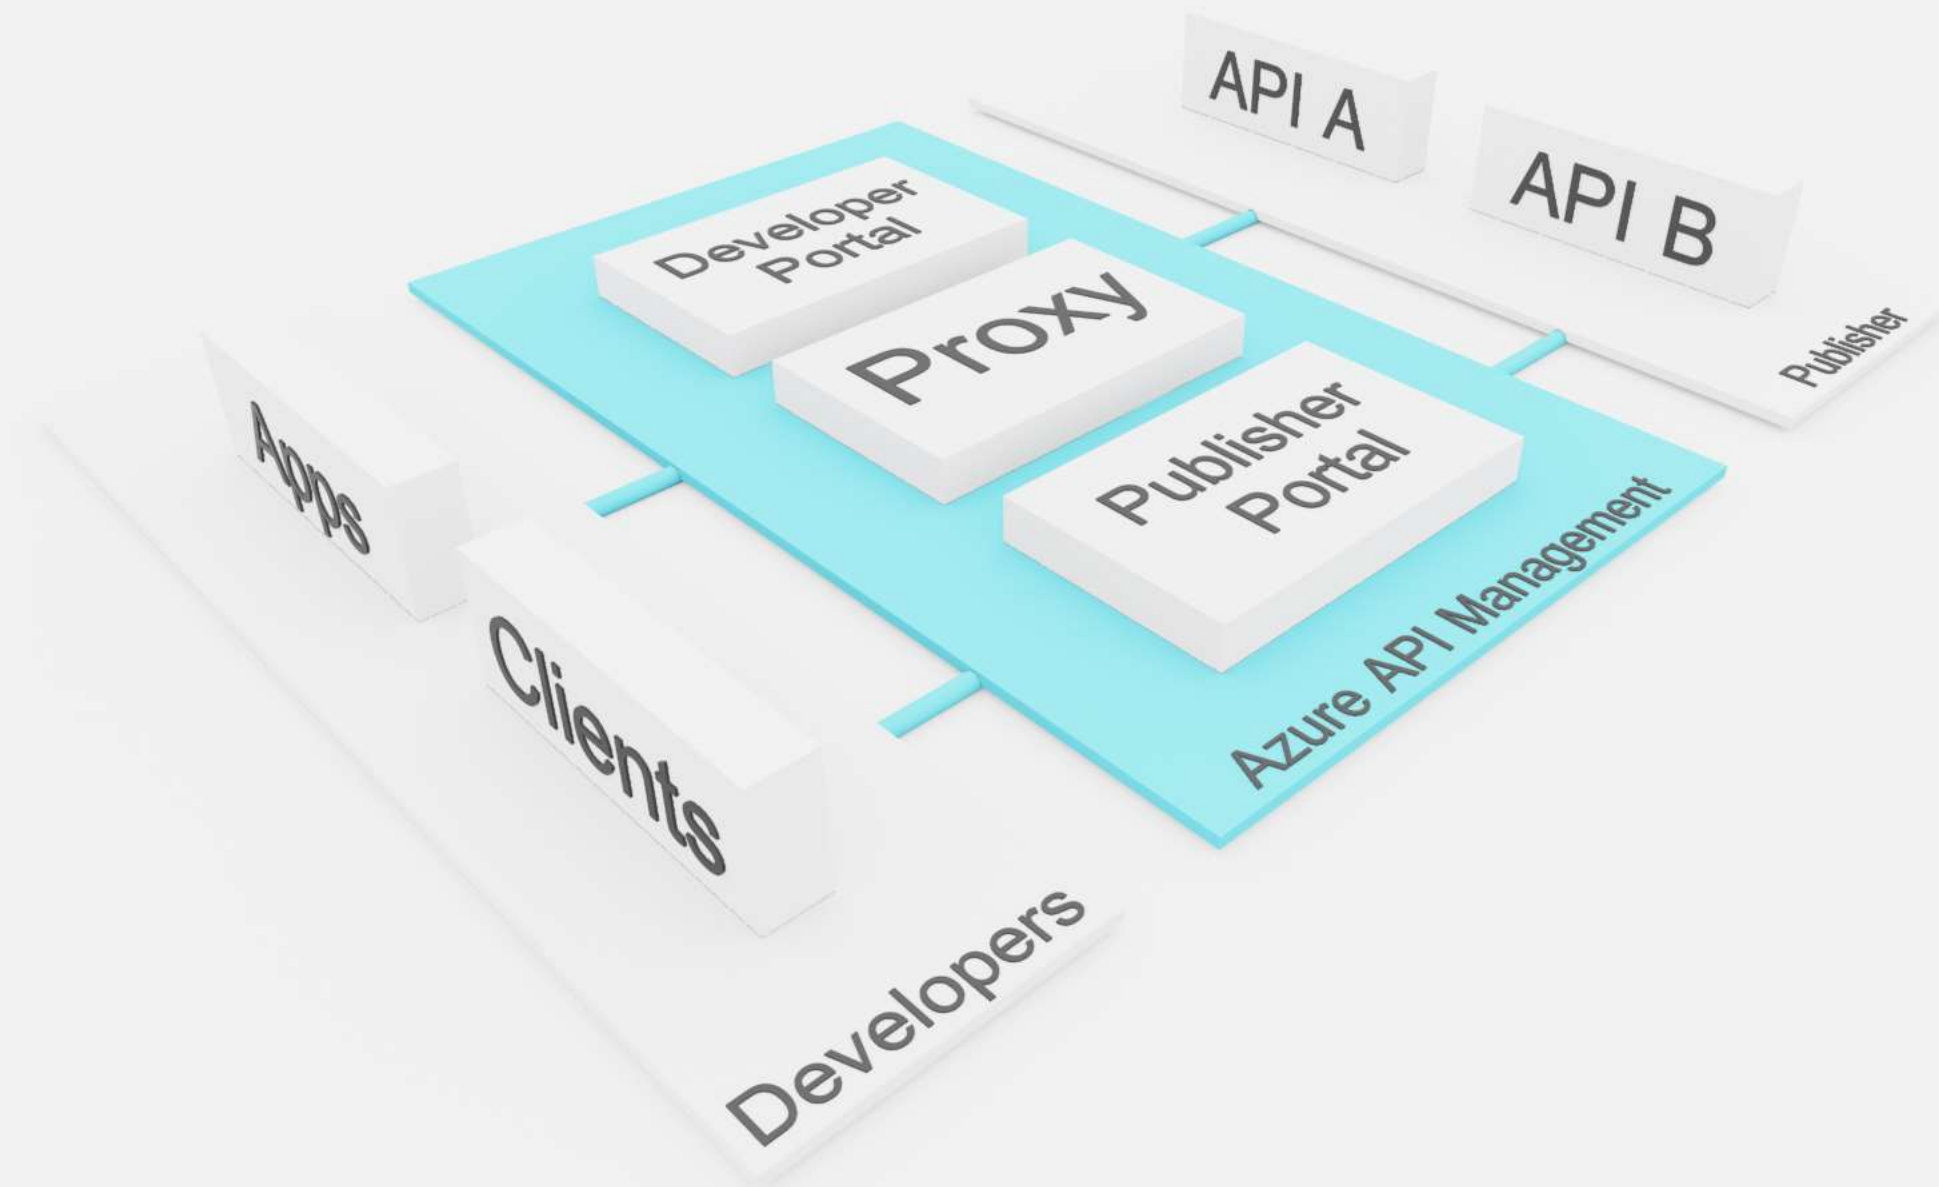 API A
API B
Publisher
Developer
Portal
Proxy
Publisher
Portal
Azure API Management
Apps
Clients
Developers